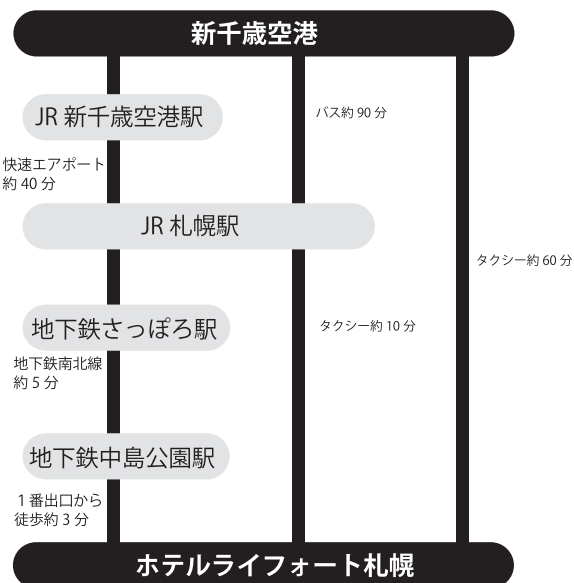 新千歳空港
JR 新千歳空港駅
バス約 90 分
快速エアポート
約 40 分
JR 札幌駅
タクシー約 60 分
地下鉄さっぽろ駅
タクシー約 10 分
地下鉄南北線
約 5 分
地下鉄中島公園駅
1 番出口から
徒歩約 3 分
ホテルライフォート札幌